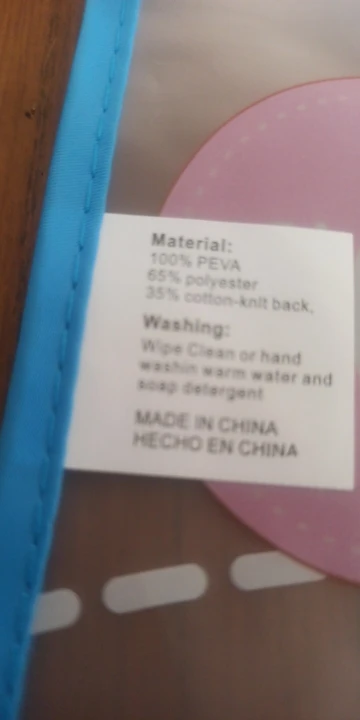 Material:
100% PEVA
65% polyester
35% cotton-knit back,
Washing:
Wipe Clean or hand
washin warm water and
soap detergent
MADE IN CHINA
HECHO EN CHINA